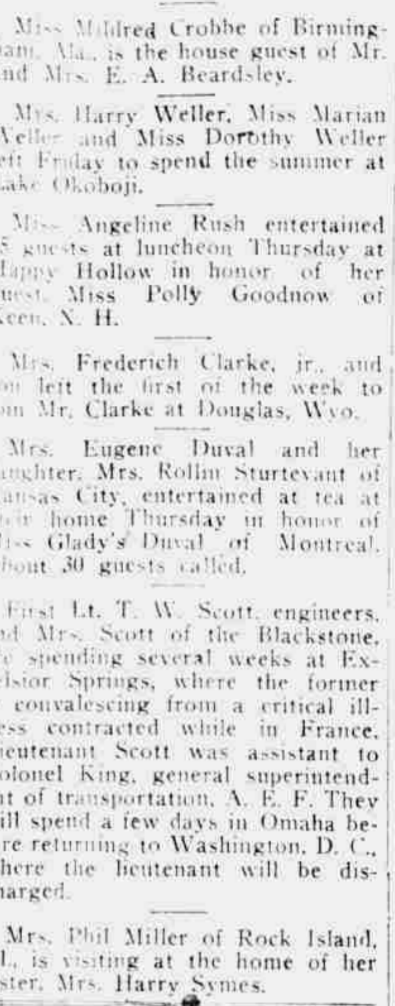 Miss Mildred Crobbe of Birming-
ham, Ala., is the house guest of Mr.
and Mrs. E. A. Beardsley.
Mrs. Harry Weller, Miss Marian
Weller and Miss Dorothy Weller
left Friday to spend the summer at
Lake Okoboji.
Miss Angeline Rush entertained
5 guests at luncheon Thursday at
Happy Hollow in honor of her
guest, Miss Polly Goodnow of
Keen, N. H.
Mrs. Frederich Clarke, jr., and
son left the first of the week to
join Mr. Clarke at Douglas, Wyo.
Mrs. Eugene Duval and her
daughter, Mrs. Rollin Sturtevant of
Kansas City, entertained at tea at
their home Thursday in honor of
Miss Glady's Duval of Montreal.
About 30 guests called.
First Lt. T. W. Scott, engineers,
and Mrs. Scott of the Blackstone,
are spending several weeks at Ex-
celsior Springs, where the former
is convalescing from a critical ill-
ness contracted while in France.
Lieutenant Scott was assistant to
Colonel King, general superintend-
ent of transportation, A. E. F. They
will spend a few days in Omaha be-
fore returning to Washington, D. C.,
where the lieutenant will be dis-
charged.
Mrs. Phil Miller of Rock Island,
Ill., is visiting at the home of her
sister, Mrs. Harry Symes.